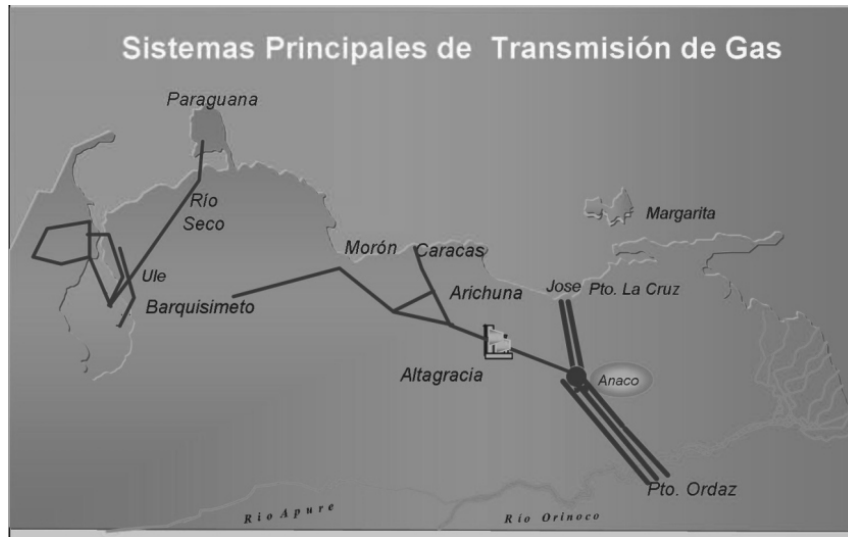 Sistemas Principales de Transmisión de Gas
Paraguana
Río
Seco
Margarita
Morón
Caracas
Ule
Barquisimeto
Arichuna
Jose
Pto. La Cruz
Altagracia
Anaco
Pto. Ordaz
Rio Apure
Río Orinoco